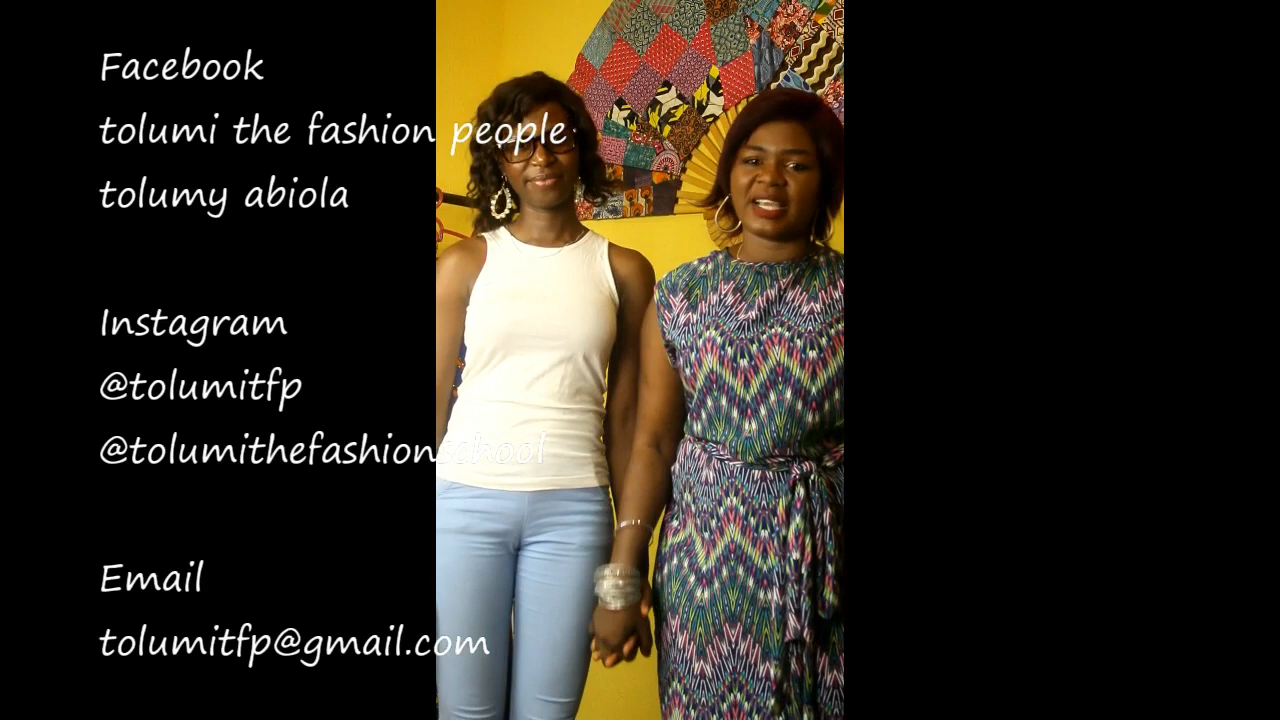 Facebook
tolumi the fashion people
tolumy abiola
Instagram
@tolumitfp
@tolumithefashionschool
Email
tolumitfp@gmail.com